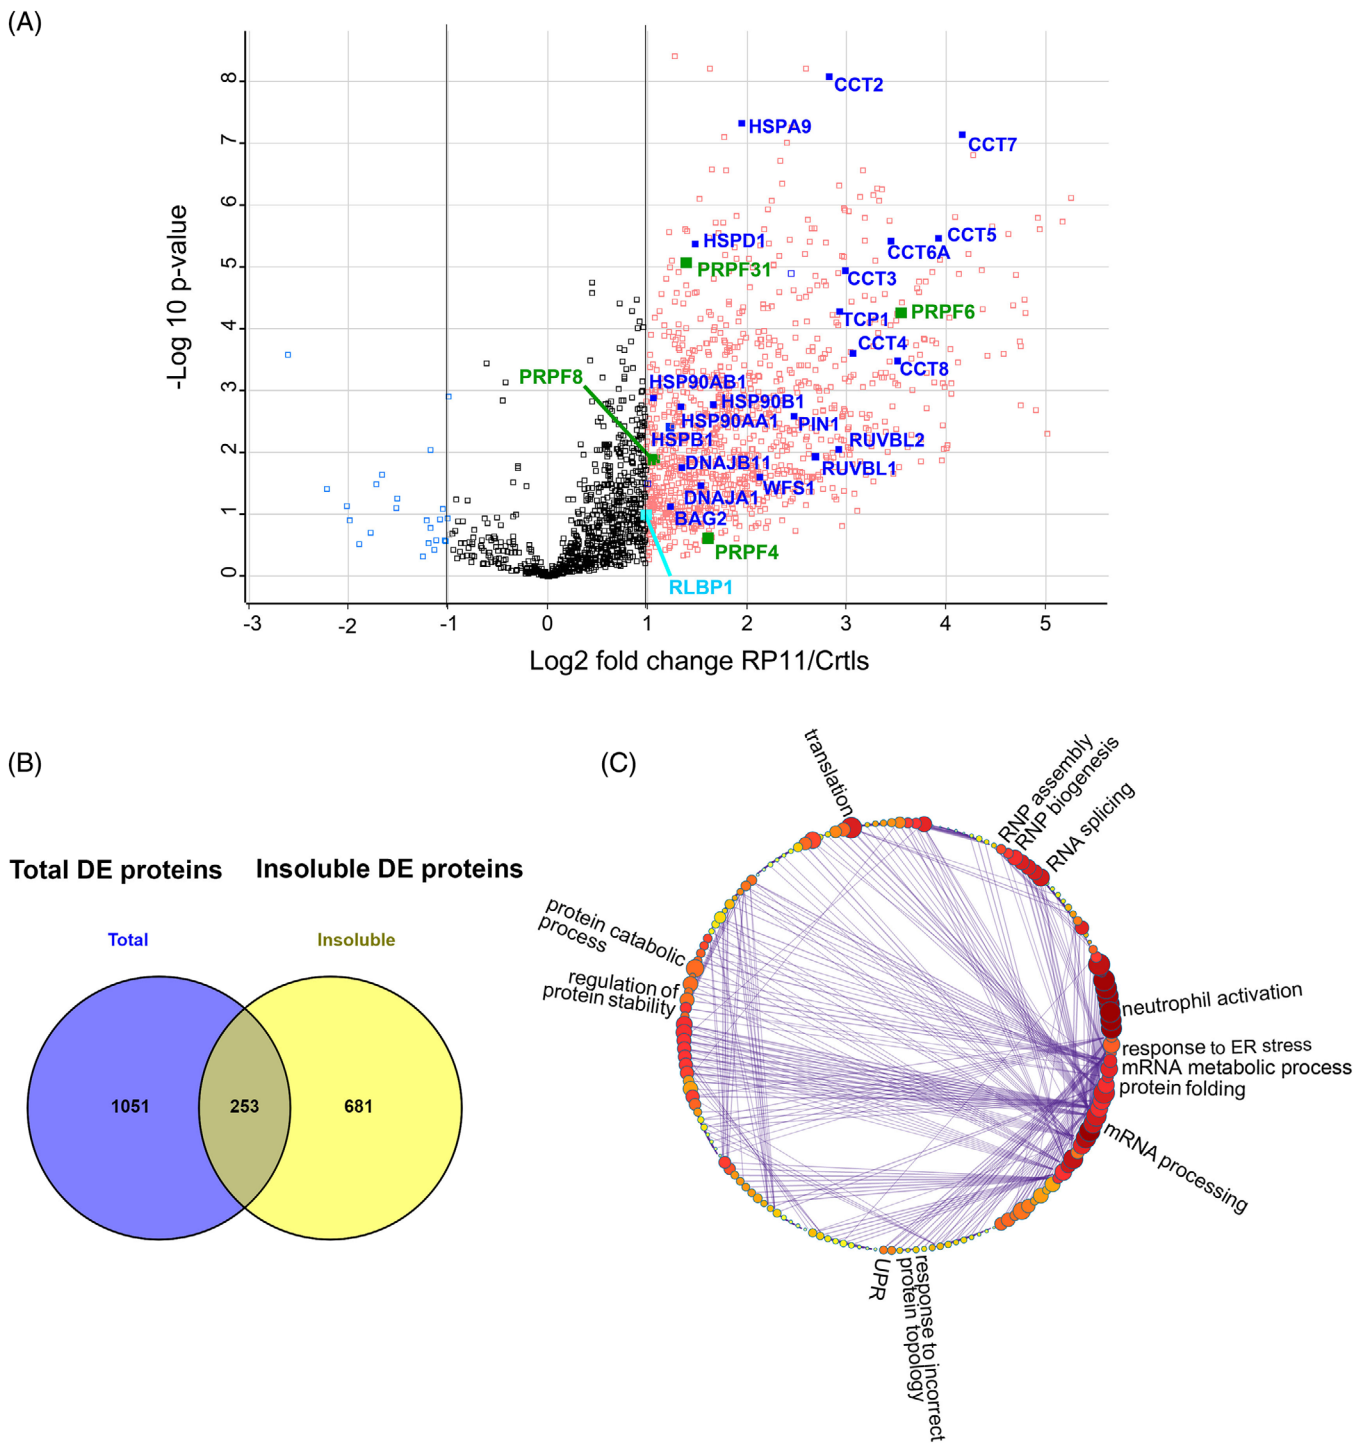 (A)
-Log 10 p-value
8
7
6
5
4
3
2
1
0
CCT2
HSPA9
CCT7
HSPD1
CCT5
CCT6A
PRPF31
CCT3
PRPF6
TCP1
CCT4
CCT8
PRPF8
HSP90AB1
HSP90B1
HSP90AA1
PIN1
HSPB1
RUVBL2
DNAJB11
RUVBL1
WFS1
DNAJA1
BAG2
PRPF4
RLBP1
-3
-2
-1
0
1
2
3
4
5
Log2 fold change RP11/Crtls
(B)
Total DE proteins
Insoluble DE proteins
Total
Insoluble
1051
253
681
(C)
translation
RNP assembly
RNP biogenesis
RNA splicing
protein catabolic
process
regulation of
protein stability
neutrophil activation
response to ER stress
mRNA metabolic process
protein folding
mRNA processing
UPR
response to incorrect
protein topology